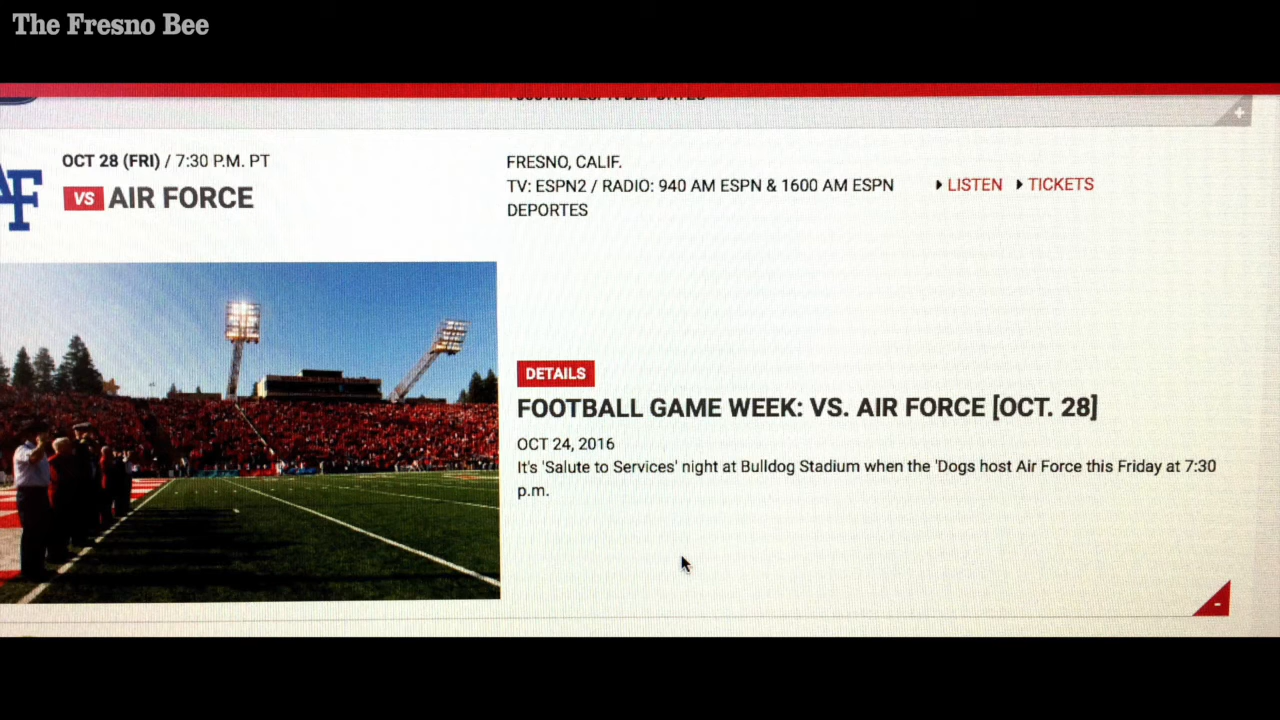 The Fresno Bee
OCT 28 (FRI) / 7:30 P.M. PT
VS AIR FORCE
FRESNO, CALIF.
TV: ESPN2 / RADIO: 940 AM ESPN & 1600 AM ESPN
DEPORTES
LISTEN TICKETS
DETAILS
FOOTBALL GAME WEEK: VS. AIR FORCE [OCT. 28]
OCT 24, 2016
It's 'Salute to Services' night at Bulldog Stadium when the 'Dogs host Air Force this Friday at 7:30
p.m.